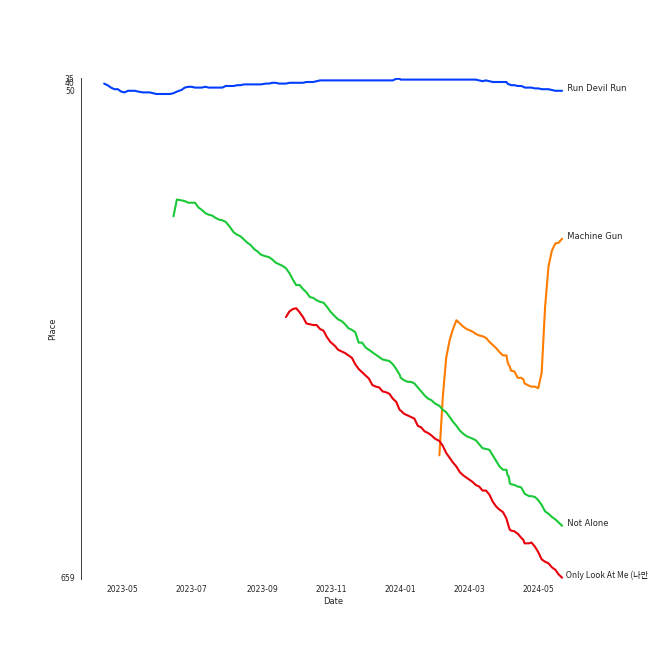 35
40
50
Run Devil Run
Machine Gun
Place
Not Alone
Only Look At Me (나만
659
2023-05 2023-07 2023-09 2023-11 2024-01 2024-03 2024-05
Date